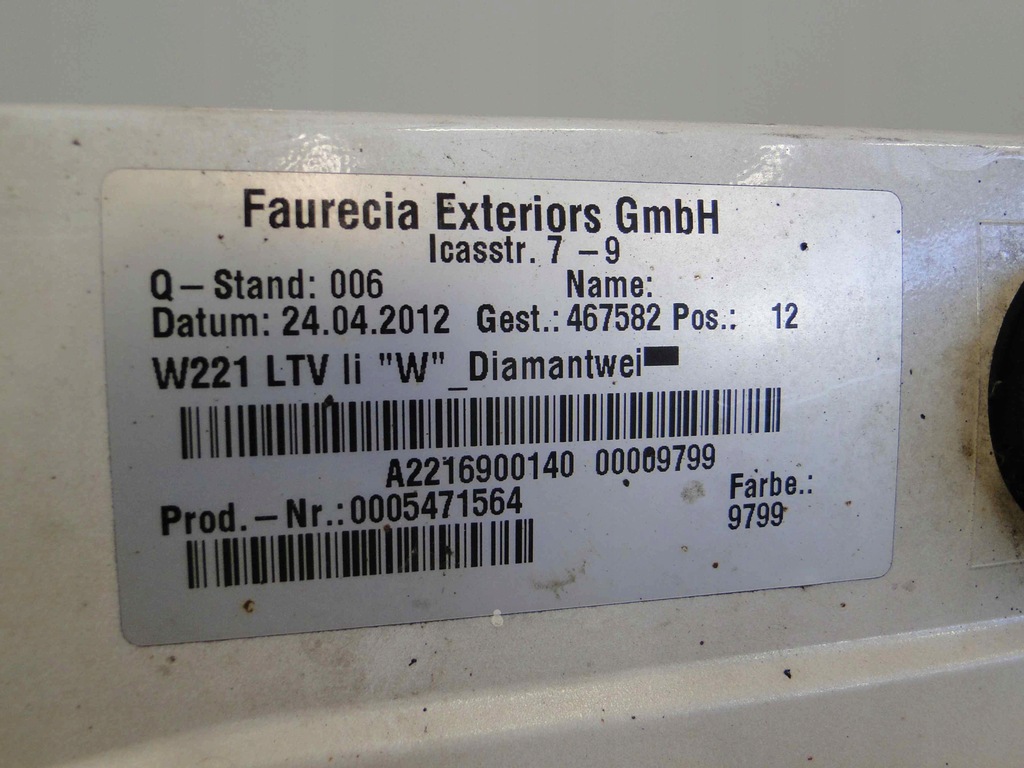 Faurecia Exteriors GmbH
Icasstr. 7 – 9
Q – Stand: 006 Name:
Datum: 24.04.2012 Gest.: 467582 Pos.: 12
W221 LTV li "W" _Diamantwei
A2216900140 00009799
Prod. – Nr.: 0005471564 Farbe.:
9799